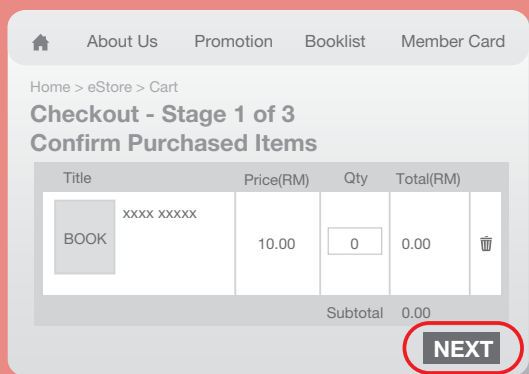 About Us Promotion Booklist Member Card
Home > eStore > Cart
Checkout - Stage 1 of 3
Confirm Purchased Items
Title Price(RM) Qty Total(RM)
xxxx xxxxx
BOOK 10.00 0 0.00
Subtotal 0.00
NEXT